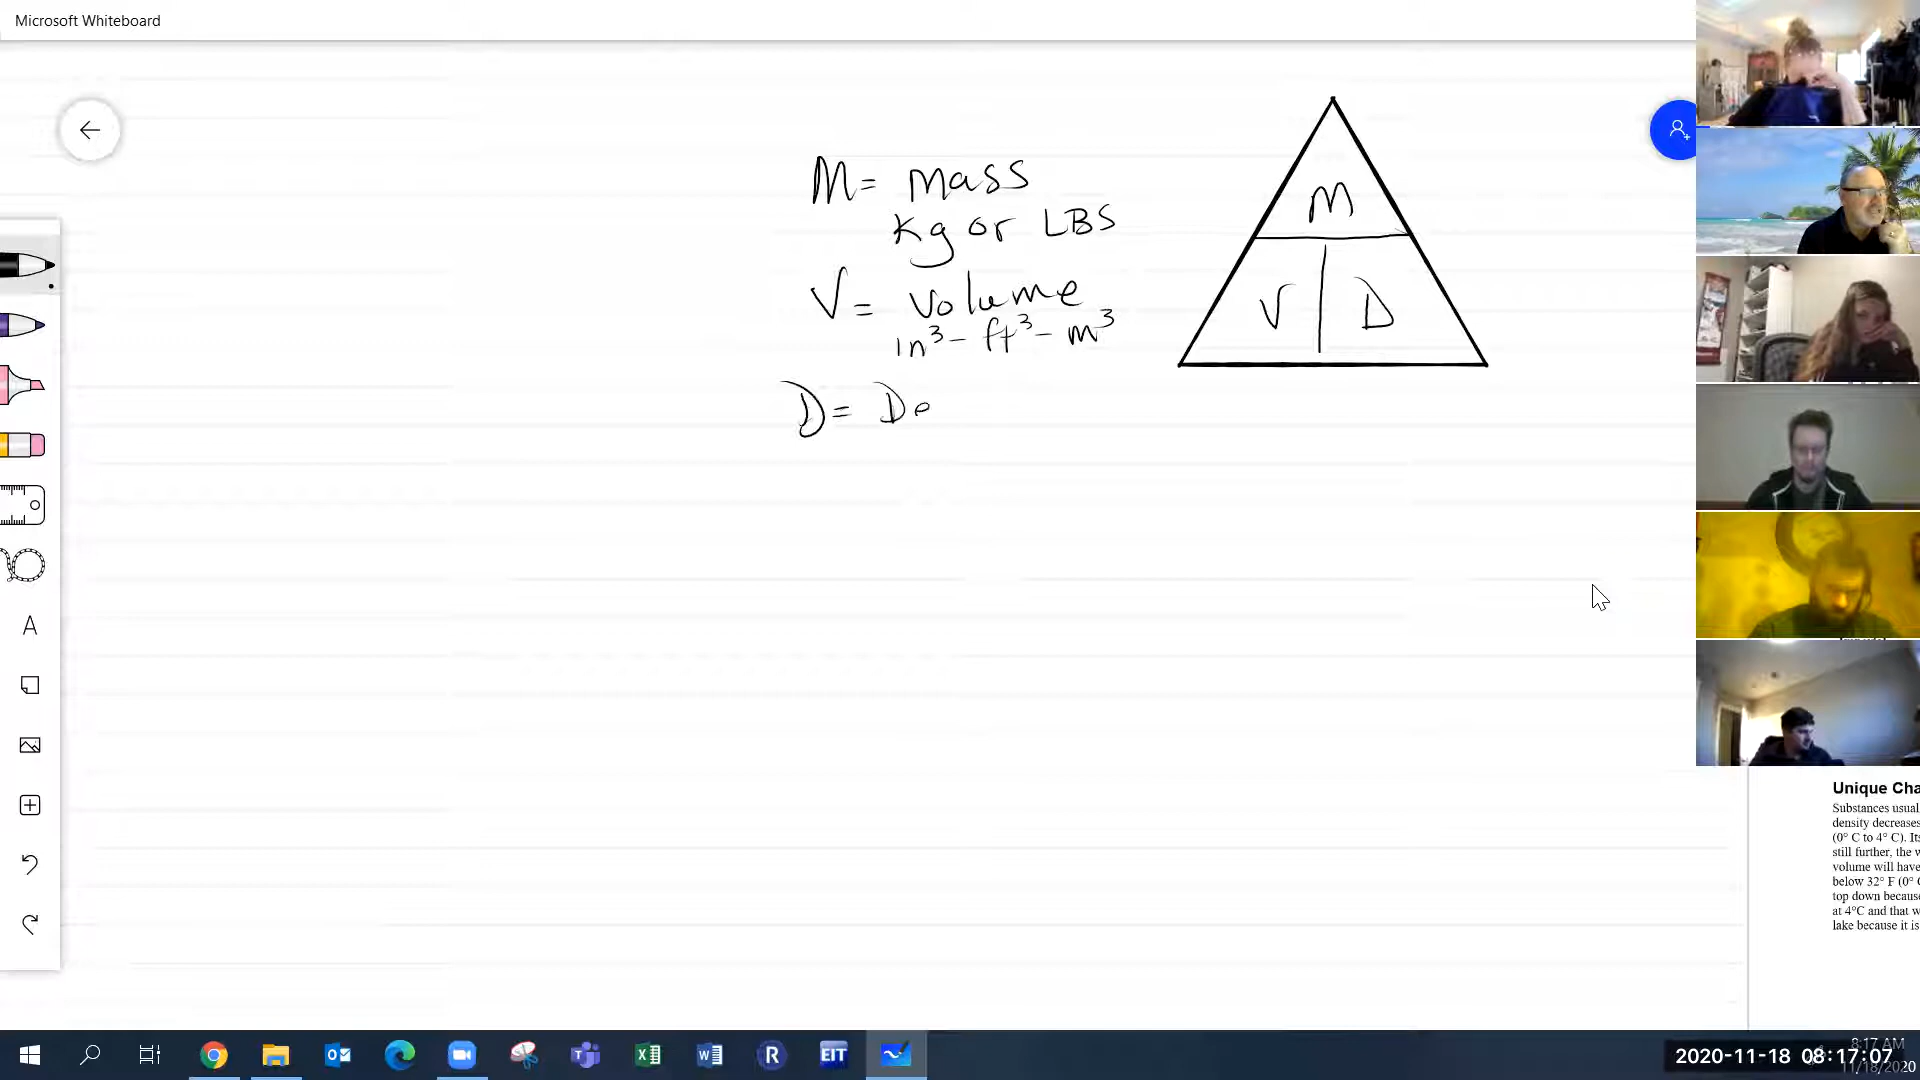 Microsoft Whiteboard
M= mass
Kg or LBS
V= Volume
in³- ft³- m³
D= De
M
V D
A
Unique Cha
Substances usual
density decreases
(0° C to 4° C). Its
still further, the w
volume will have
below 32° F (0° C
top down because
at 4°C and that w
lake because it is
R
EIT
2020-11-18 08:17:07
8:17 AM
11/18/2020